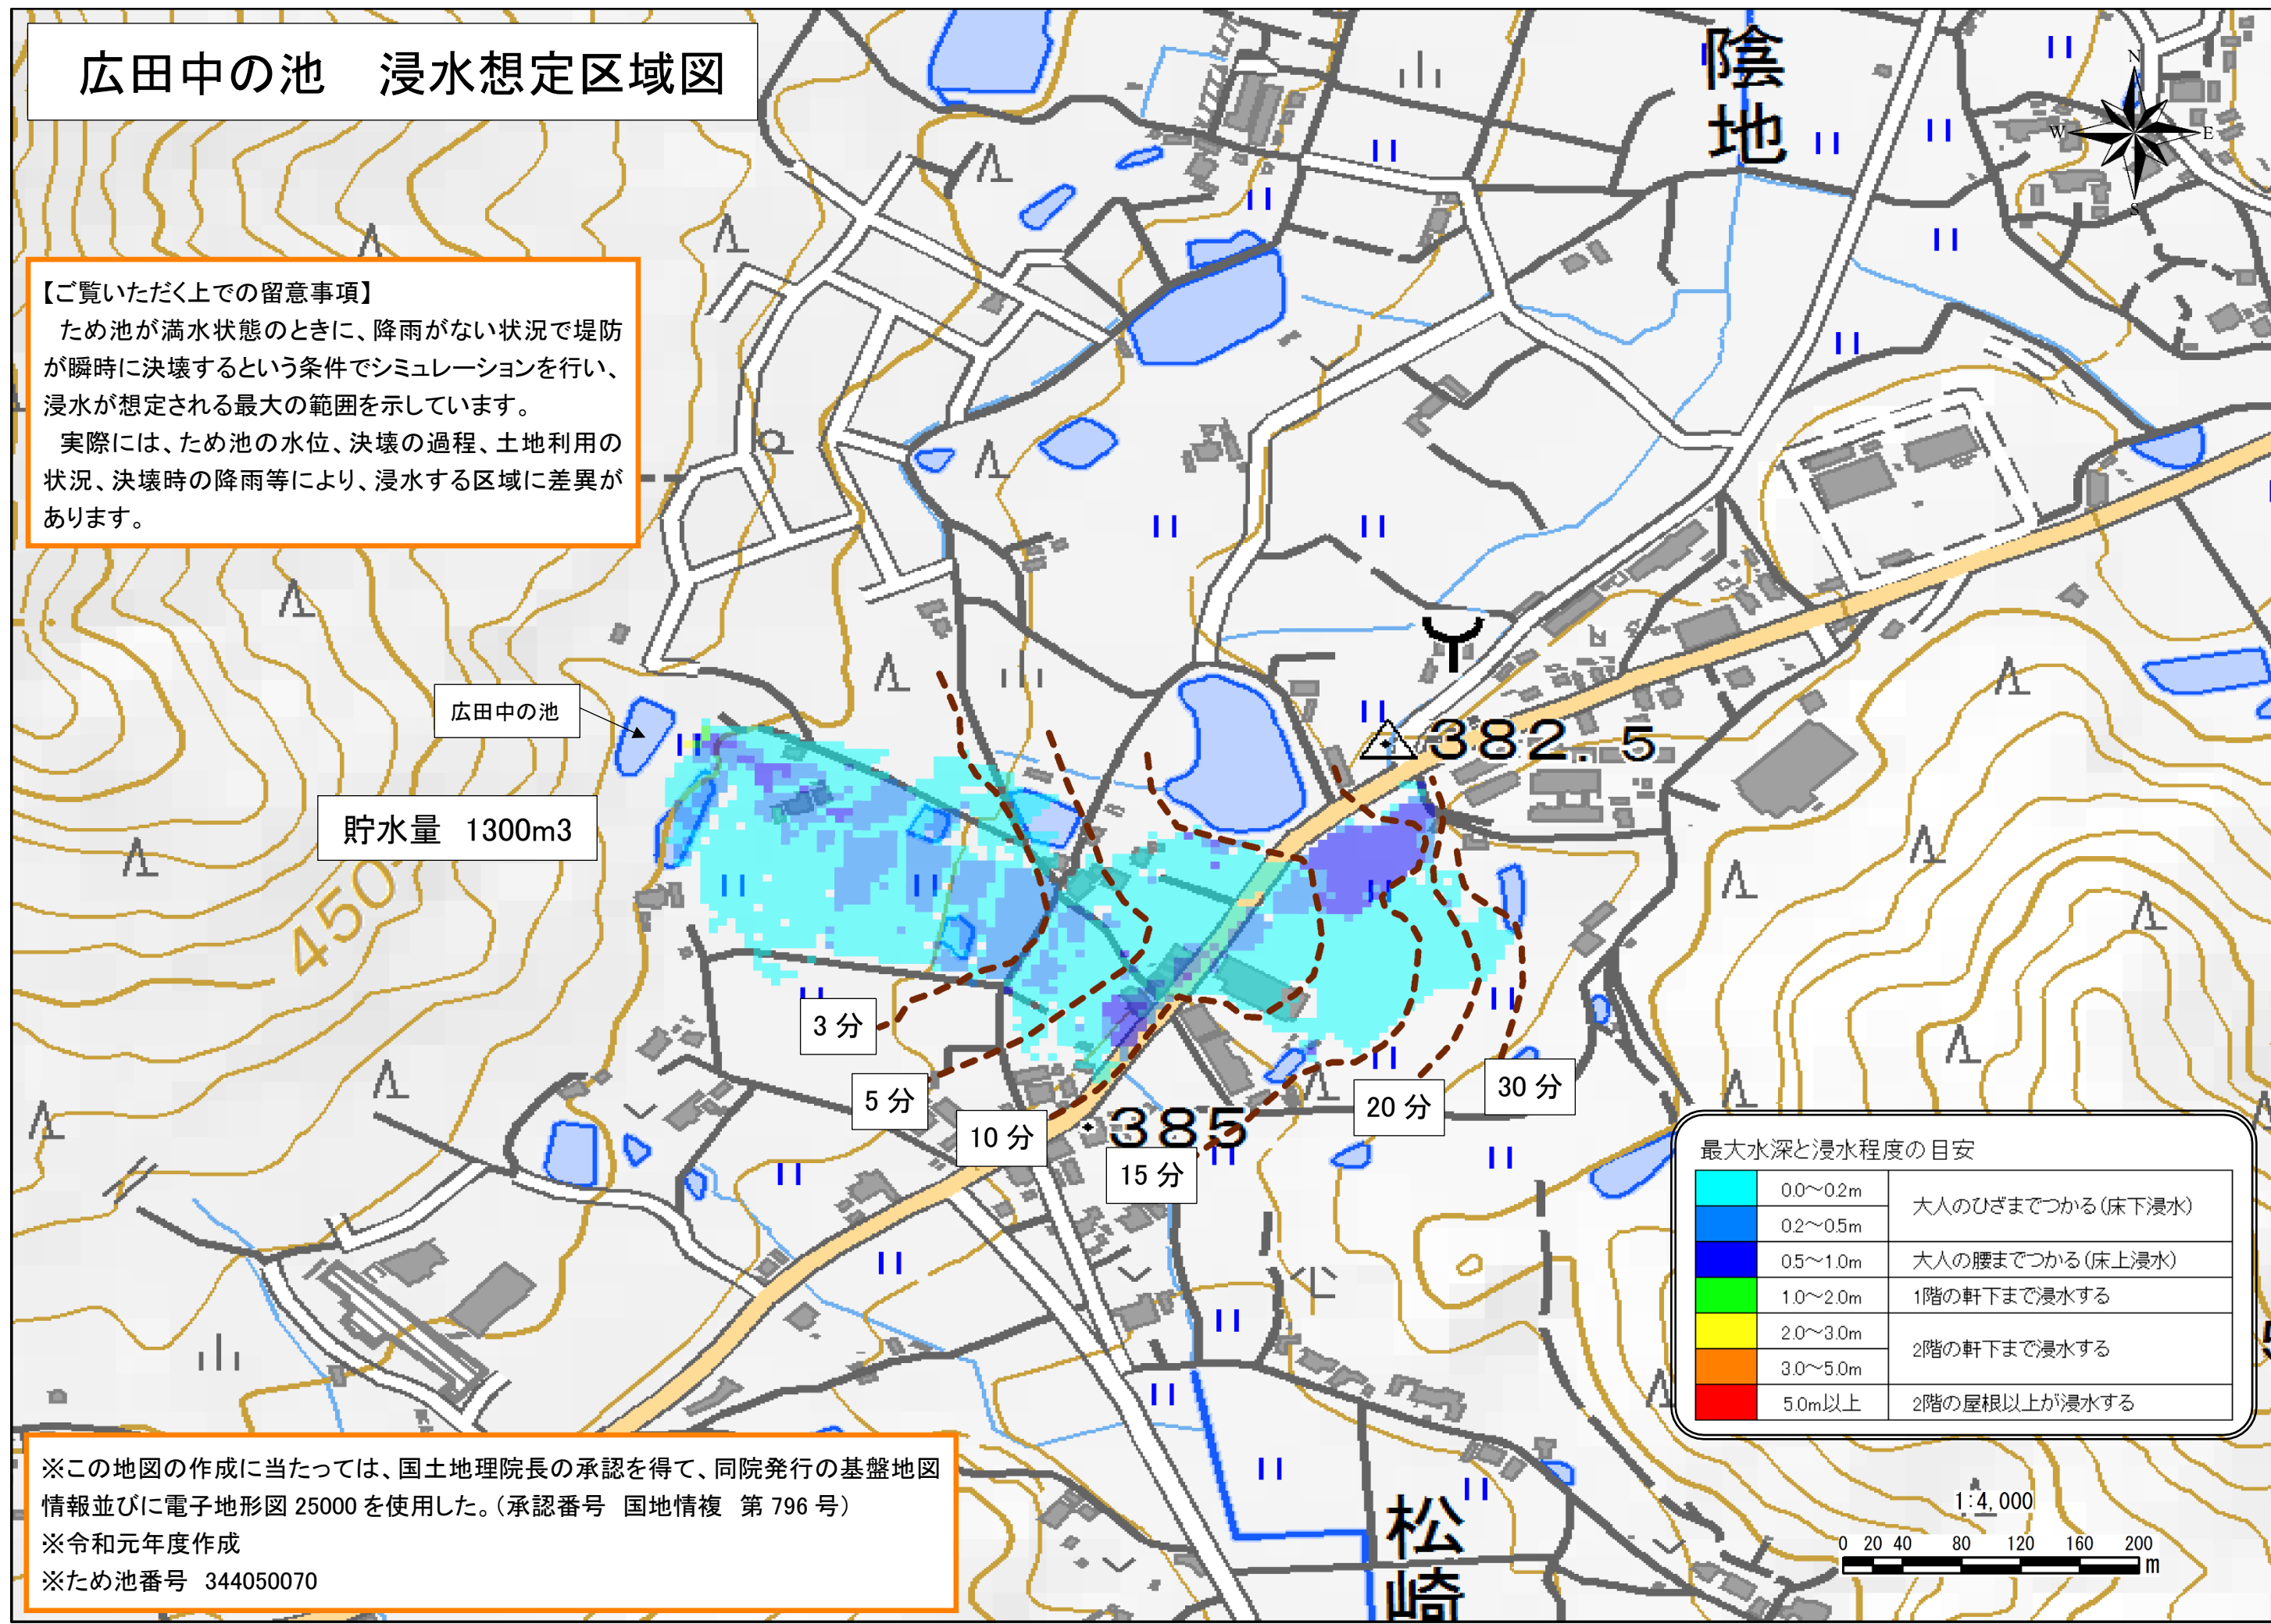 広田中の池　浸水想定区域図
陰
地
N
W
E
S
【ご覧いただく上での留意事項】
ため池が満水状態のときに、降雨がない状況で堤防
が瞬時に決壊するという条件でシミュレーションを行い、
浸水が想定される最大の範囲を示しています。
実際には、ため池の水位、決壊の過程、土地利用の
状況、決壊時の降雨等により、浸水する区域に差異が
あります。
広田中の池
382.5
貯水量　1300m3
450
3分
5分
10分
385
15分
20分
30分
最大水深と浸水程度の目安
0.0～0.2m
大人のひざまでつかる(床下浸水)
0.2～0.5m
0.5～1.0m　大人の腰までつかる(床上浸水)
1.0～2.0m　1階の軒下まで浸水する
2.0～3.0m
2階の軒下まで浸水する
3.0～5.0m
5.0m以上　2階の屋根以上が浸水する
※この地図の作成に当たっては、国土地理院長の承認を得て、同院発行の基盤地図
情報並びに電子地形図 25000 を使用した。（承認番号　国地情複　第 796 号）
※令和元年度作成
※ため池番号　344050070
松
崎
1:4,000
0 20 40 80 120 160 200
m